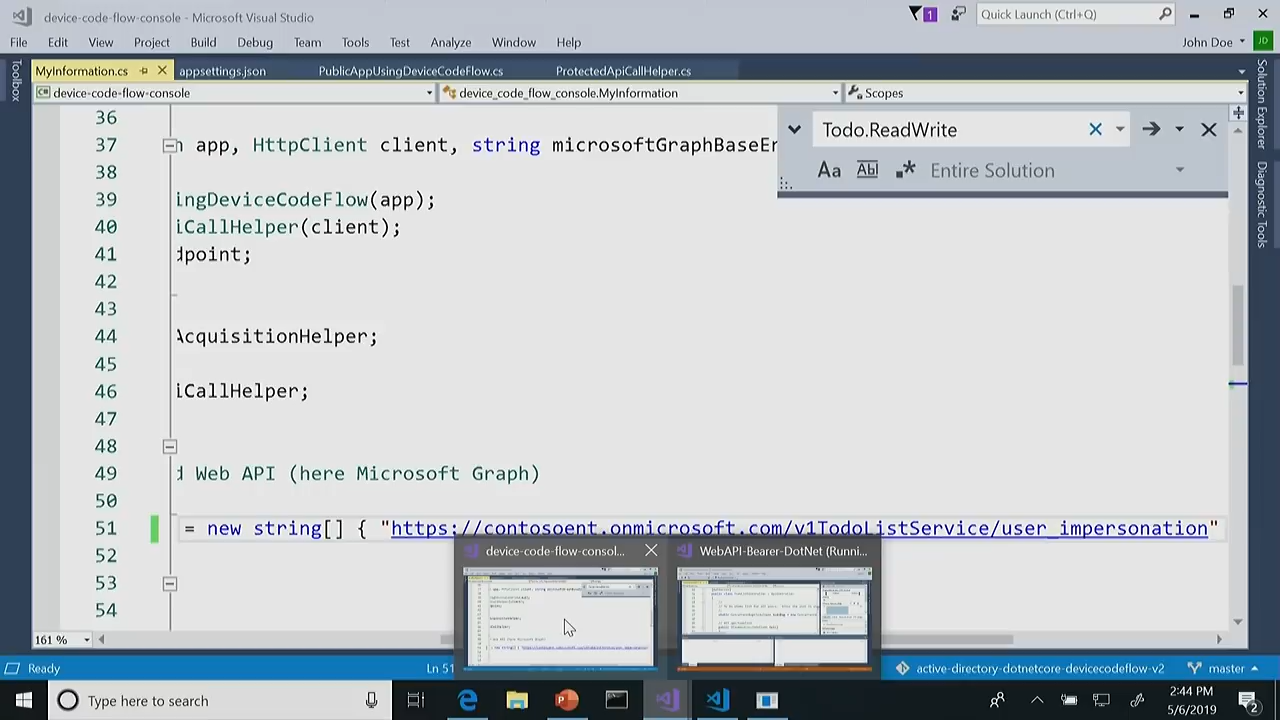 device-code-flow-console - Microsoft Visual Studio
1
Quick Launch (Ctrl+Q)
File Edit View Project Build Debug Team Tools Test Analyze Window Help
John Doe JD
MyInformation.cs appsettings.json PublicAppUsingDeviceCodeFlow.cs ProtectedApiCallHelper.cs
device-code-flow-console device_code_flow_console.MyInformation Scopes
Toolbox
Solution Explorer
Diagnostic Tools
Todo.ReadWrite
Aa Abl .* Entire Solution
36
37 app, HttpClient client, string microsoftGraphBaseE
38
39 ingDeviceCodeFlow(app);
40 iCallHelper(client);
41 dpoint;
42
43
44 AcquisitionHelper;
45
46 iCallHelper;
47
48
49 d Web API (here Microsoft Graph)
50
51 = new string[] { "https://contosoent.onmicrosoft.com/v1TodoListService/user_impersonation"
52
53
54
device-code-flow-consol... WebAPI-Bearer-DotNet (Runni...
161 %
Ready Ln 51 active-directory-dotnetcore-devicecodeflow-v2 master
Type here to search
2:44 PM
5/6/2019
2